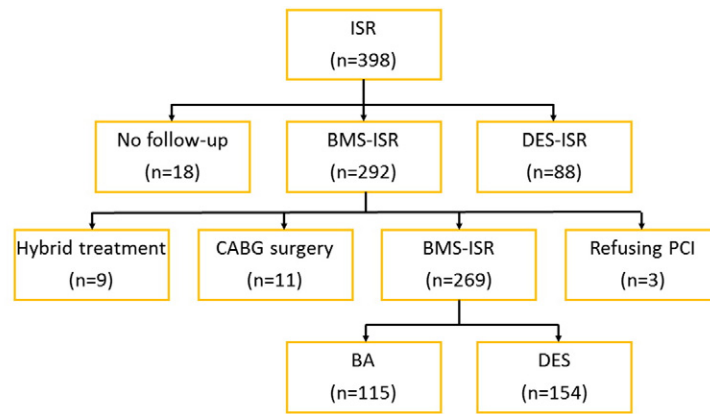 ISR
(n=398)
No follow-up
(n=18)
BMS-ISR
(n=292)
DES-ISR
(n=88)
Hybrid treatment
(n=9)
CABG surgery
(n=11)
BMS-ISR
(n=269)
Refusing PCI
(n=3)
BA
(n=115)
DES
(n=154)